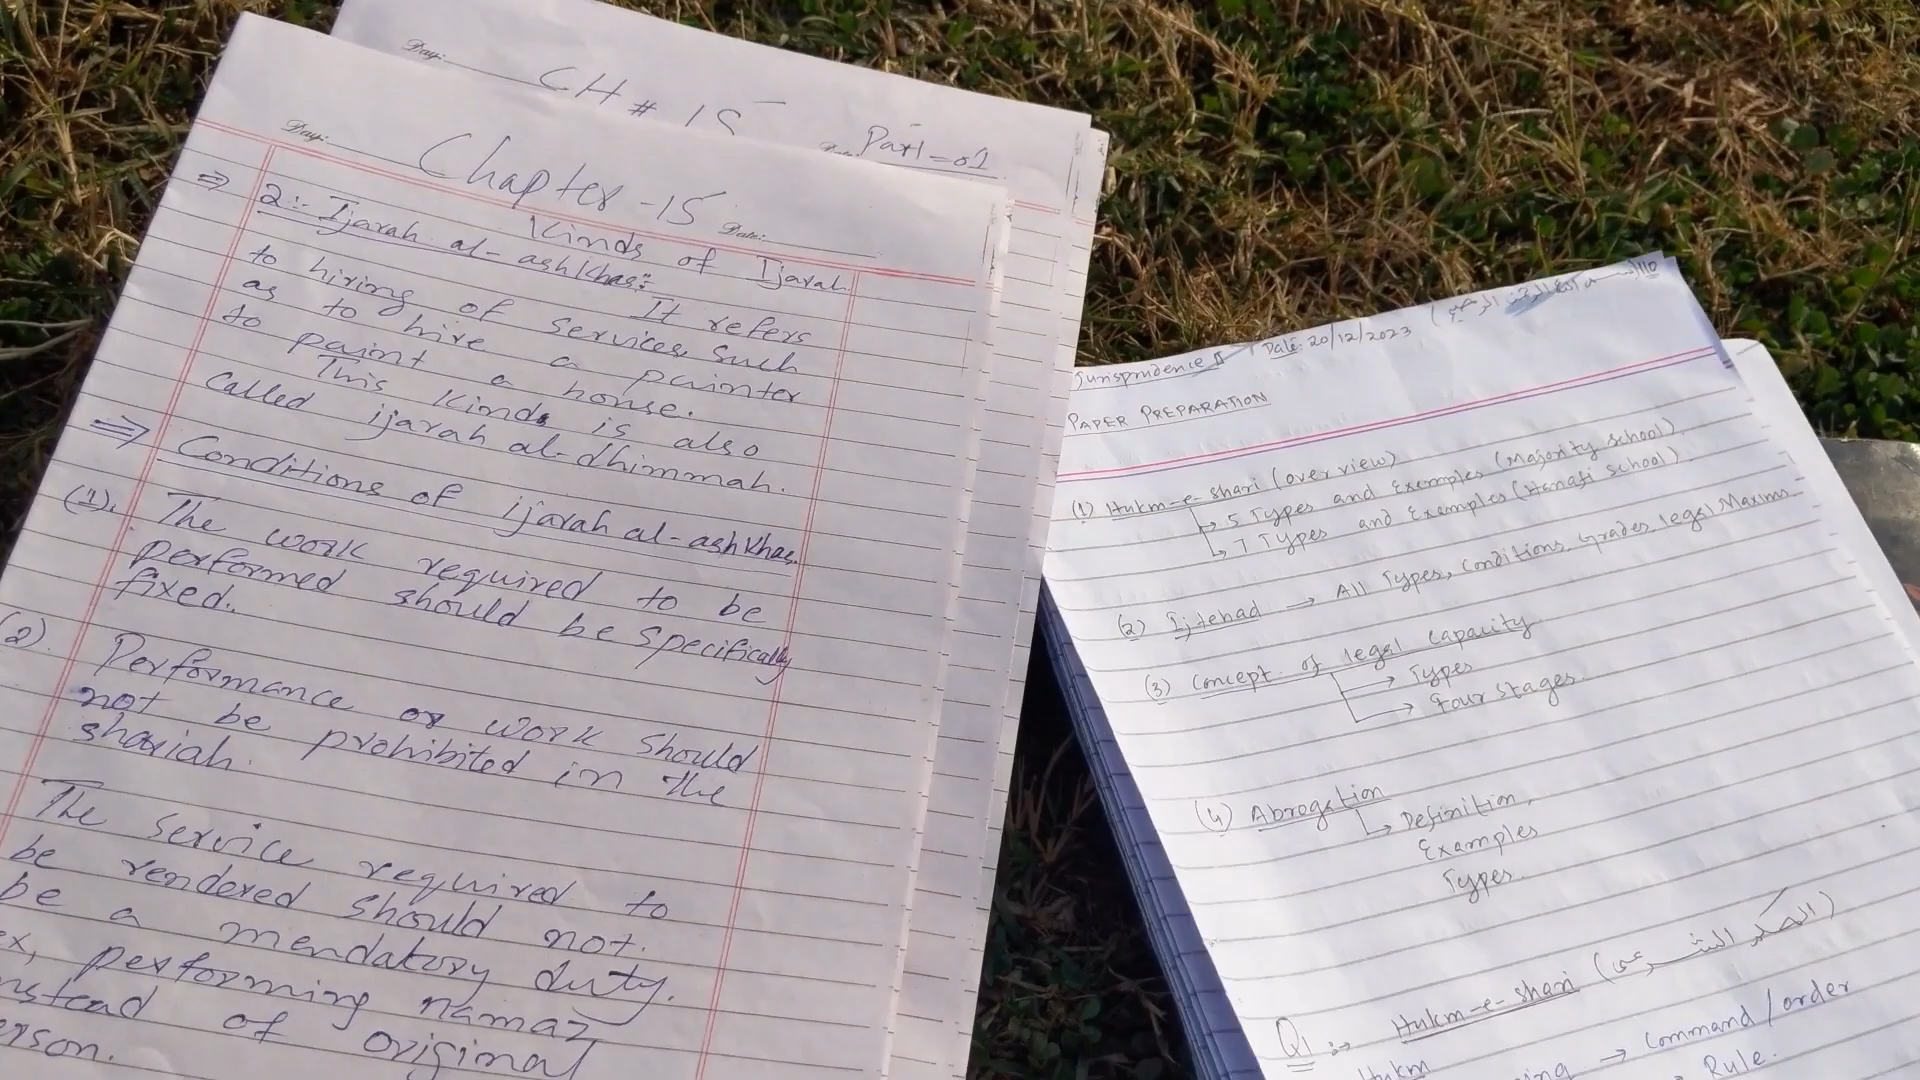 Day:
CH # 15
Part-01
Day:
Chapter-15
Date:
Kinds of Ijarah
⇒ 2:- Ijarah al-ashkhas:
It refers
to hiring of services, Such
as to hire a painter
to paint a house.
This kinds is also
called ijarah al-dhimmah.
⇒ Conditions of ijarah al-ashkhas
(1). The work required to be
performed should be specifically
fixed.
(2). Performance or work should
not be prohibited in the
shariah.
The service required to
be rendered should not.
be a mendatory duty.
ex, performing namaz
nstead of original
erson.
Jurisprudence II Date: 20/12/2023
PAPER PREPARATION
(1) Hukm-e-shari (over view)
↳ 5 Types and Exemples (Majority school).
↳ 7 Types and Examples (Hanafi school).
(2) Ijtehad → All Types, Conditions, grades, legal Maxims
(3) Concept of legal capacity
→ Types
→ Four stages.
(4) Abrogation
↳ Definition,
Examples
Types.
Q1:→ Hukm-e-shari (الحكم الشرعی)
Hukm → Command/order
Rule.